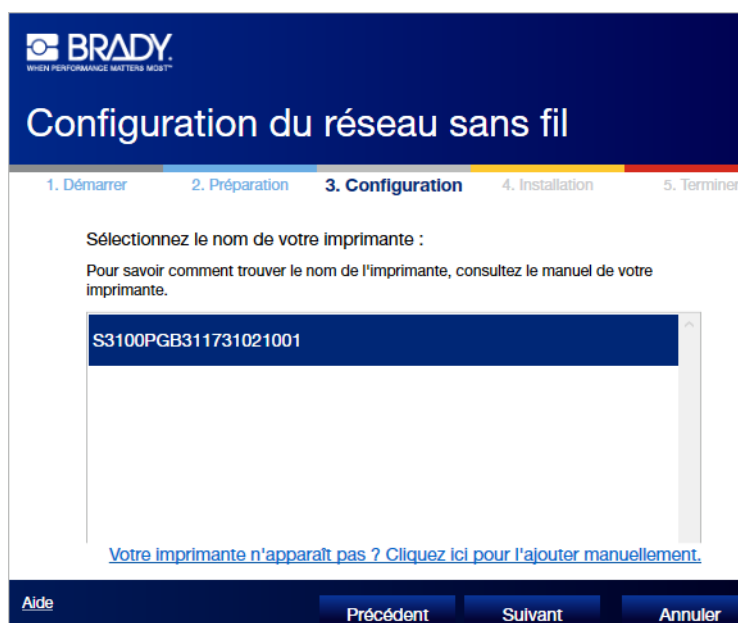 BRADY.
WHEN PERFORMANCE MATTERS MOST™
Configuration du réseau sans fil
1. Démarrer 2. Préparation 3. Configuration 4. Installation 5. Terminer
Sélectionnez le nom de votre imprimante :
Pour savoir comment trouver le nom de l'imprimante, consultez le manuel de votre
imprimante.
S3100PGB311731021001
Votre imprimante n'apparaît pas ? Cliquez ici pour l'ajouter manuellement.
Aide Précédent Suivant Annuler